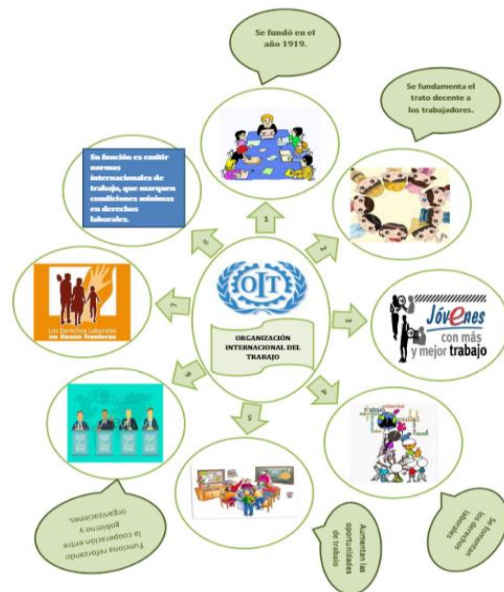 Se fundó en el
año 1919.
Se fundamenta el
trato decente a
los trabajadores.
Su función es emitir
normas
internacionales de
trabajo, que marquen
condiciones mínimas
en derechos
laborales.
1
2
3
4
5
6
7
8
OIT
ORGANIZACIÓN
INTERNACIONAL DEL
TRABAJO
Los Derechos Laborales
no tienen fronteras
Jóvenes
con más
y mejor trabajo
trabajo
Se fomentan
los derechos
laborales
Aumentan las
oportunidades
de trabajo
Funciona reforzando
la cooperación entre
gobierno y
organizaciones.